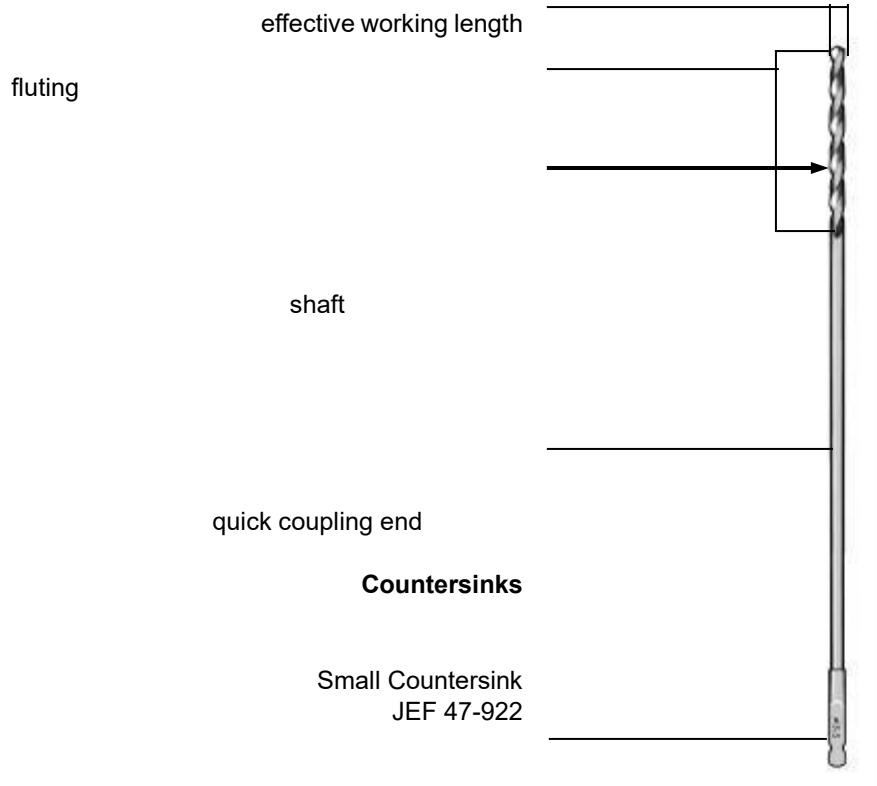 effective working length
fluting
shaft
quick coupling end
Countersinks
Small Countersink
JEF 47-922